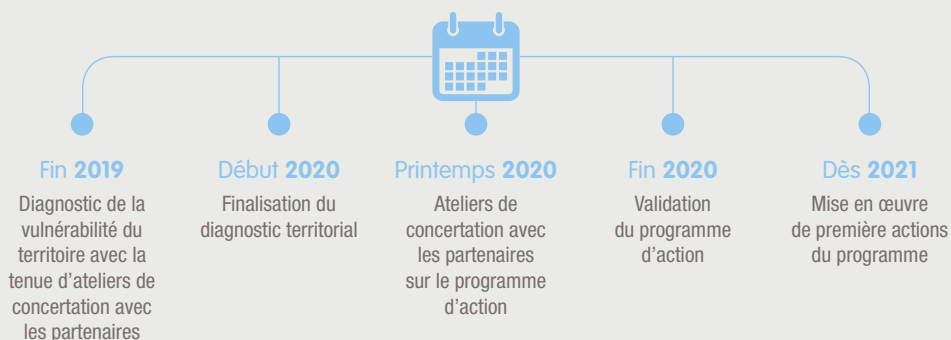 Fin 2019
Diagnostic de la
vulnérabilité du
territoire avec la
tenue d’ateliers de
concertation avec
les partenaires
Début 2020
Finalisation du
diagnostic territorial
Printemps 2020
Ateliers de
concertation avec
les partenaires
sur le programme
d’action
Fin 2020
Validation
du programme
d’action
Dès 2021
Mise en œuvre
de première actions
du programme